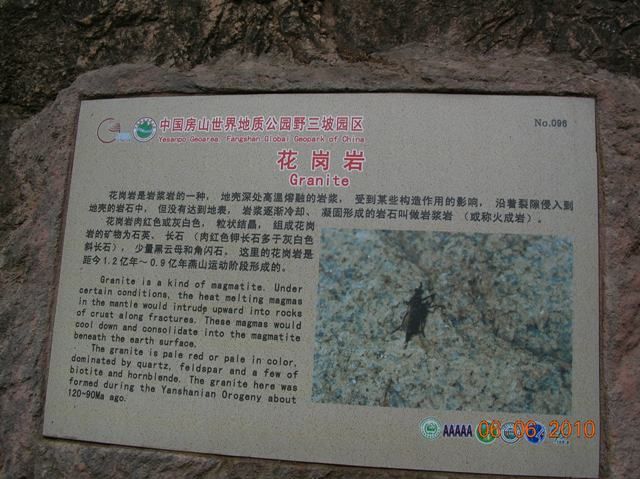 中国房山世界地质公园野三坡园区
Yesanpo Geoarea, Fangshan Global Geopark of China
No.096
花岗岩
Granite
花岗岩是岩浆岩的一种，地壳深处高温熔融的岩浆，受到某些构造作用的影响，沿着裂隙侵入到
地壳的岩石中，但没有达到地表，岩浆逐渐冷却、凝固形成的岩石叫做岩浆岩（或称火成岩）。
花岗岩肉红色或灰白色，粒状结晶，组成花岗
岩的矿物为石英、长石（肉红色钾长石多于灰白色
斜长石），少量黑云母和角闪石，这里的花岗岩是
距今1.2亿年～0.9亿年燕山运动阶段形成的。
Granite is a kind of magmatite. Under
certain conditions, the heat melting magmas
in the mantle would intrude upward into rocks
of crust along fractures. These magmas would
cool down and consolidate into the magmatite
beneath the earth surface.
The granite is pale red or pale in color,
dominated by quartz, feldspar and a few of
biotite and hornblende. The granite here was
formed during the Yanshanian Orogeny about
120~90Ma ago.
AAAAA
06.06.2010